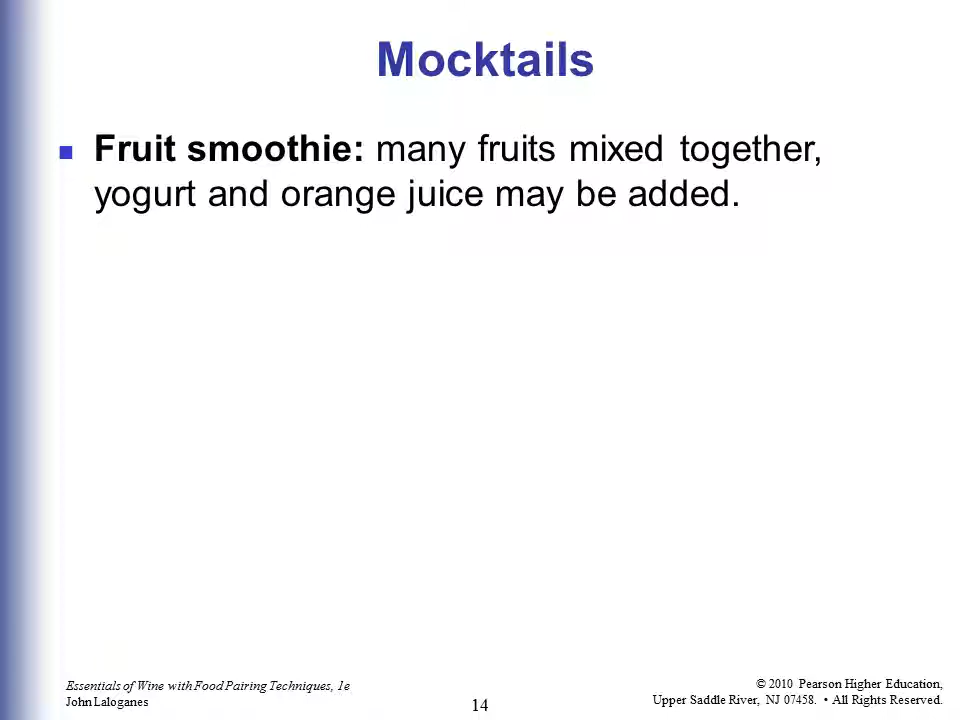 Mocktails
Fruit smoothie: many fruits mixed together,
yogurt and orange juice may be added.
Essentials of Wine with Food Pairing Techniques, 1e
John Laloganes
14
© 2010 Pearson Higher Education,
Upper Saddle River, NJ 07458. • All Rights Reserved.